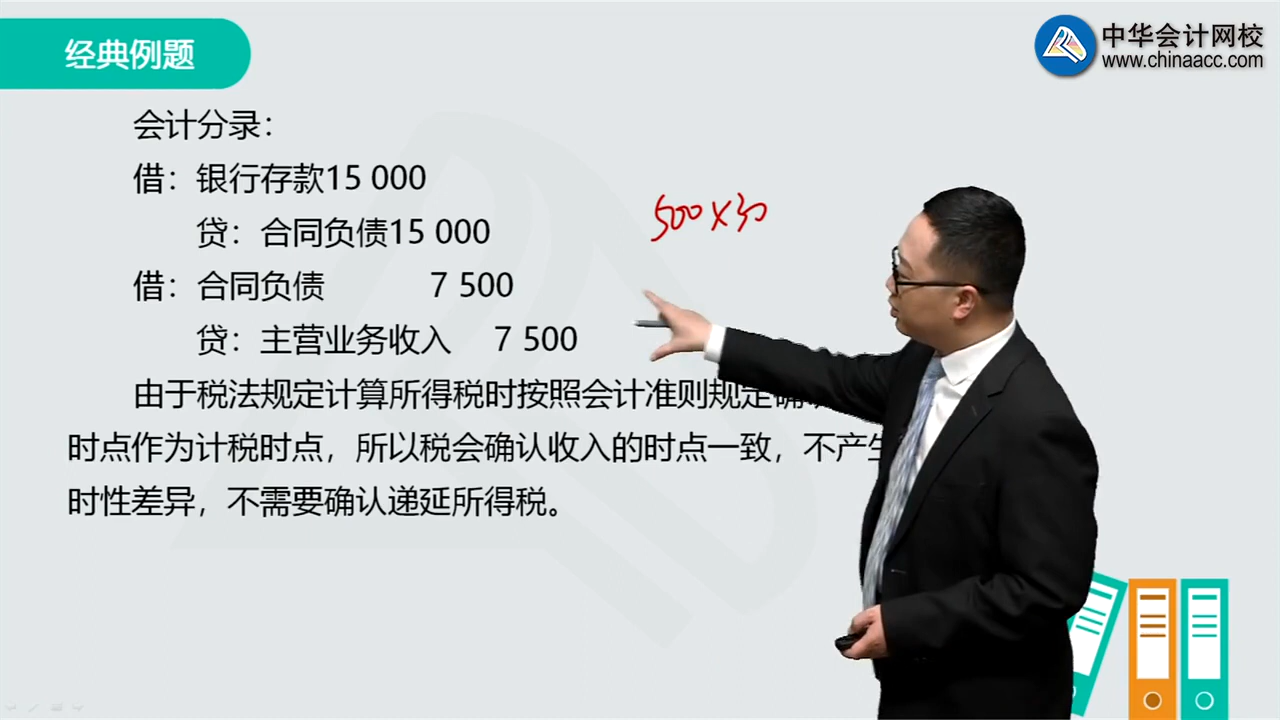 经典例题
中华会计网校
www.chinaacc.com
会计分录：
借：银行存款15 000
贷：合同负债15 000
500×30
借：合同负债 7 500
贷：主营业务收入 7 500
由于税法规定计算所得税时按照会计准则规定确
时点作为计税时点，所以税会确认收入的时点一致，不产生
时性差异，不需要确认递延所得税。